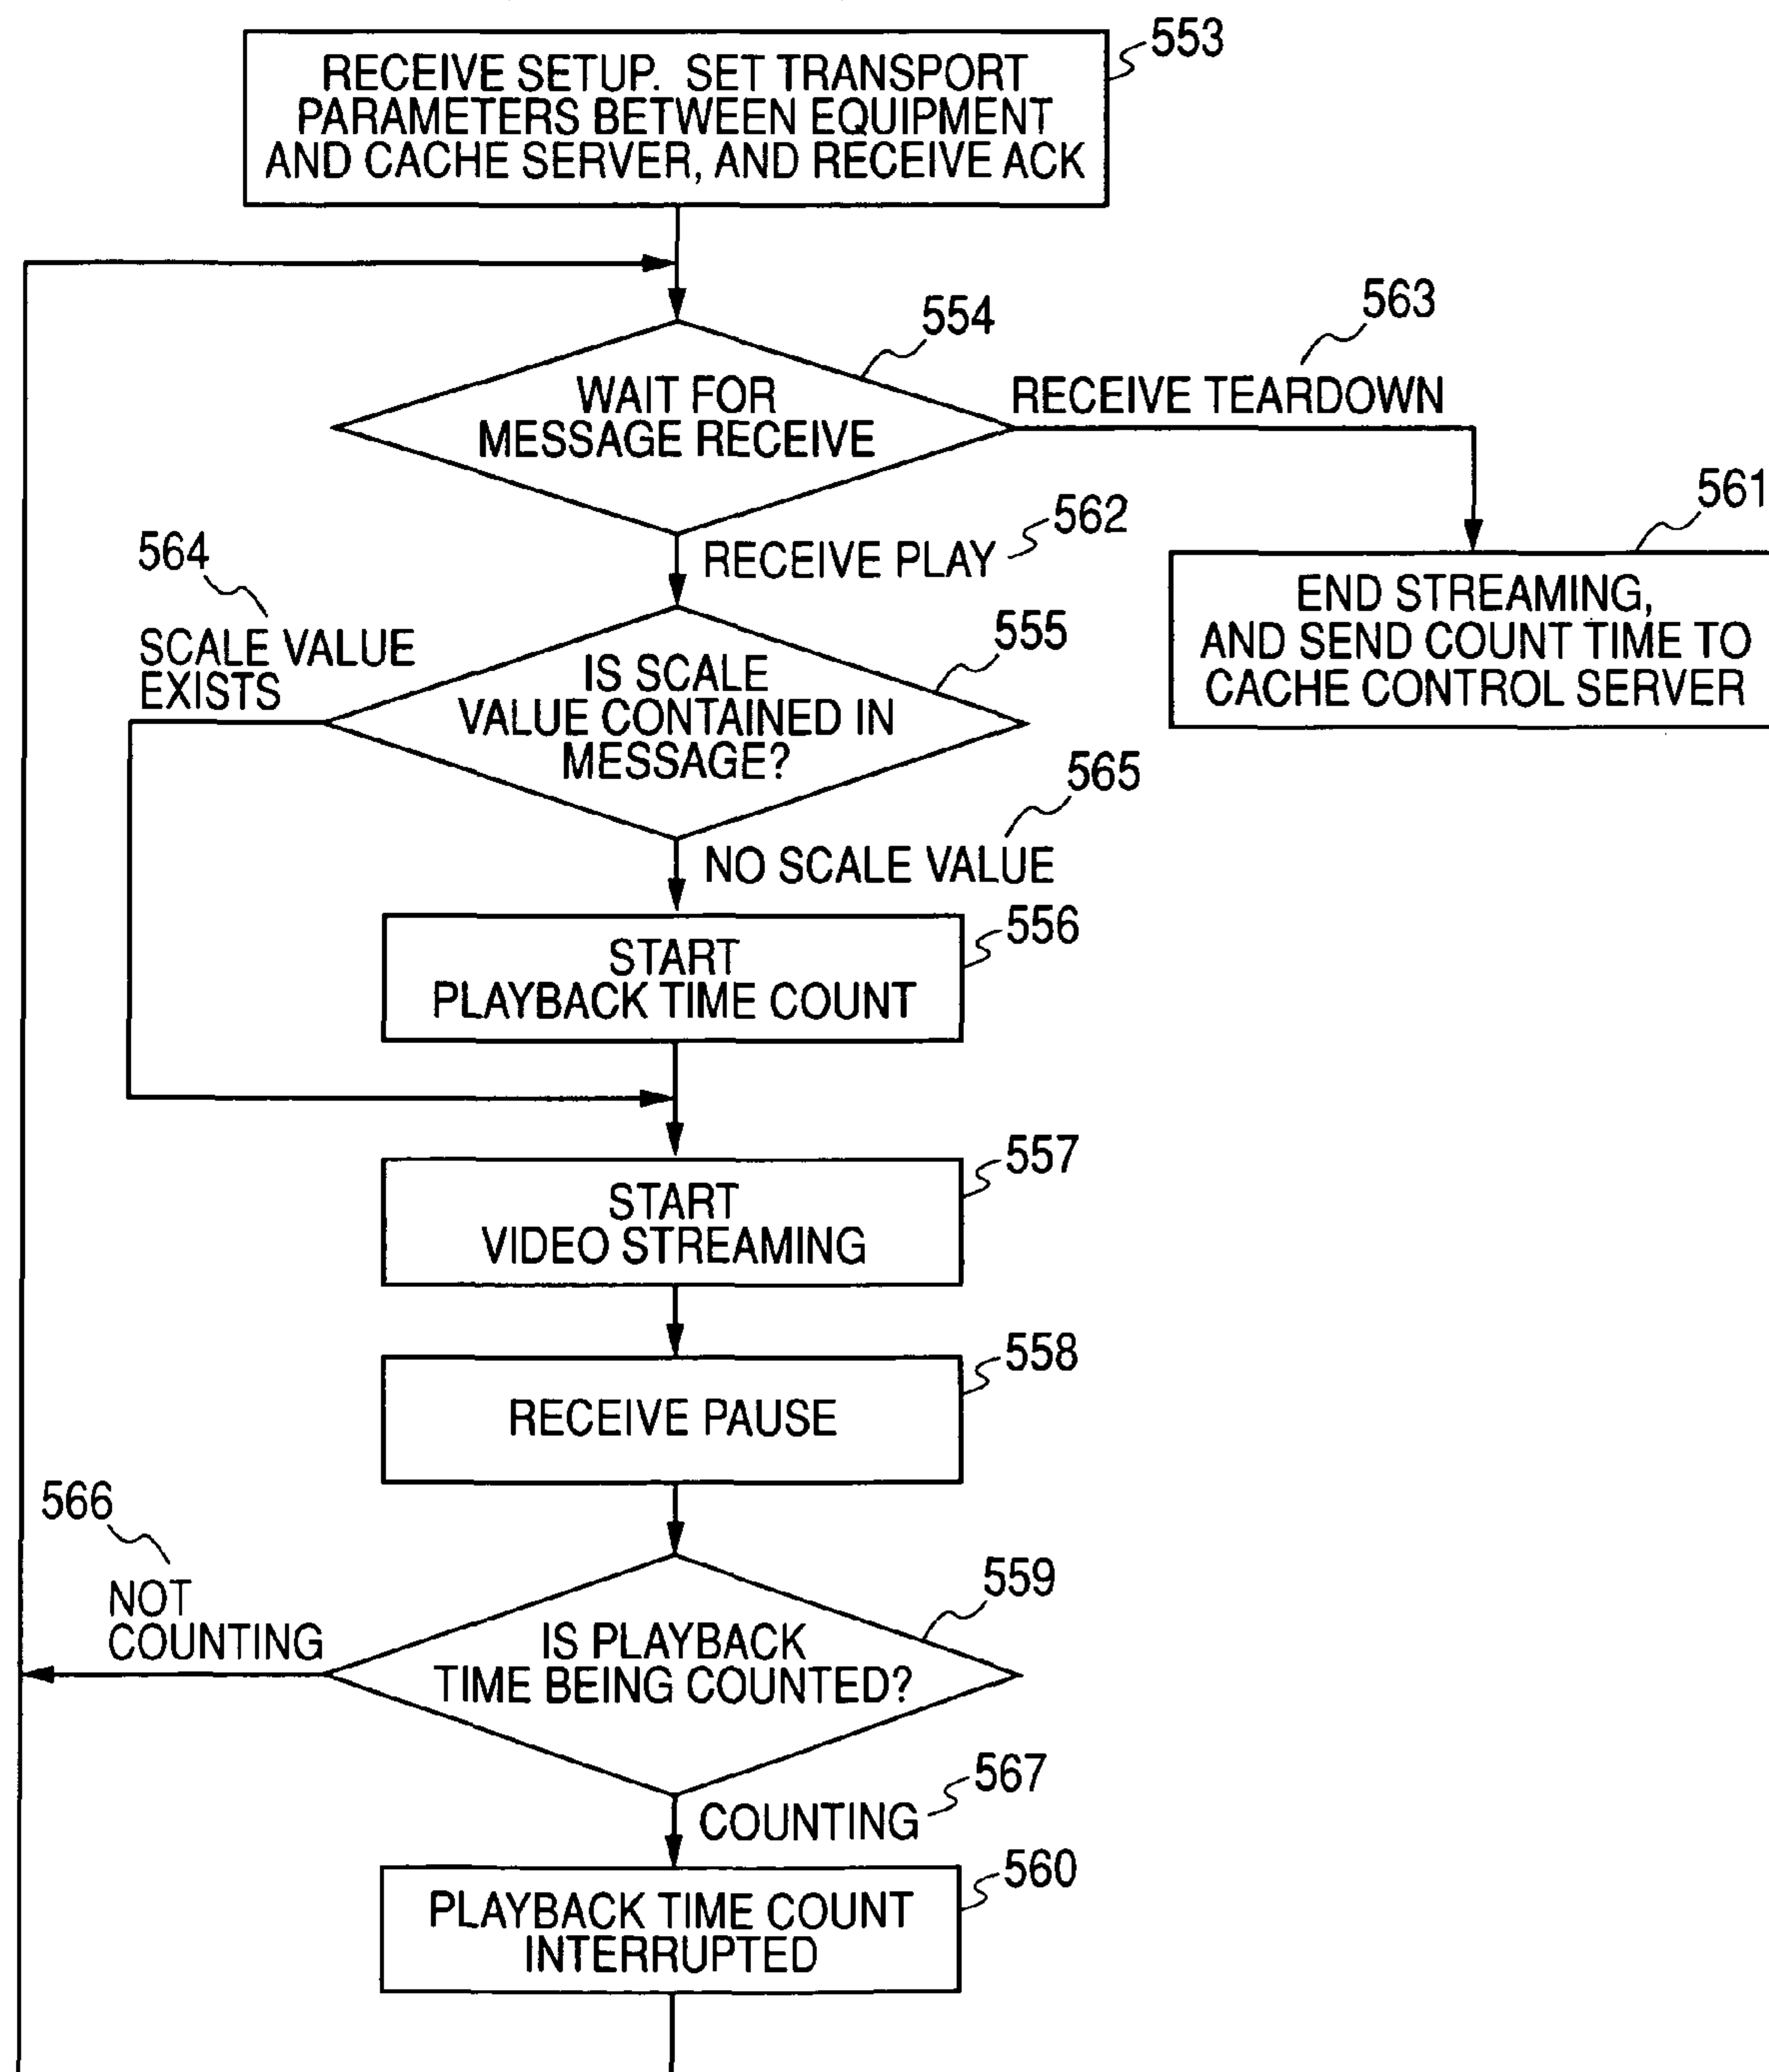 553
RECEIVE SETUP. SET TRANSPORT
PARAMETERS BETWEEN EQUIPMENT
AND CACHE SERVER, AND RECEIVE ACK
554
WAIT FOR
MESSAGE RECEIVE
563
RECEIVE TEARDOWN
561
END STREAMING,
AND SEND COUNT TIME TO
CACHE CONTROL SERVER
562
RECEIVE PLAY
564
SCALE VALUE
EXISTS
555
IS SCALE
VALUE CONTAINED IN
MESSAGE?
565
NO SCALE VALUE
556
START
PLAYBACK TIME COUNT
557
START
VIDEO STREAMING
558
RECEIVE PAUSE
566
NOT
COUNTING
559
IS PLAYBACK
TIME BEING COUNTED?
567
COUNTING
560
PLAYBACK TIME COUNT
INTERRUPTED